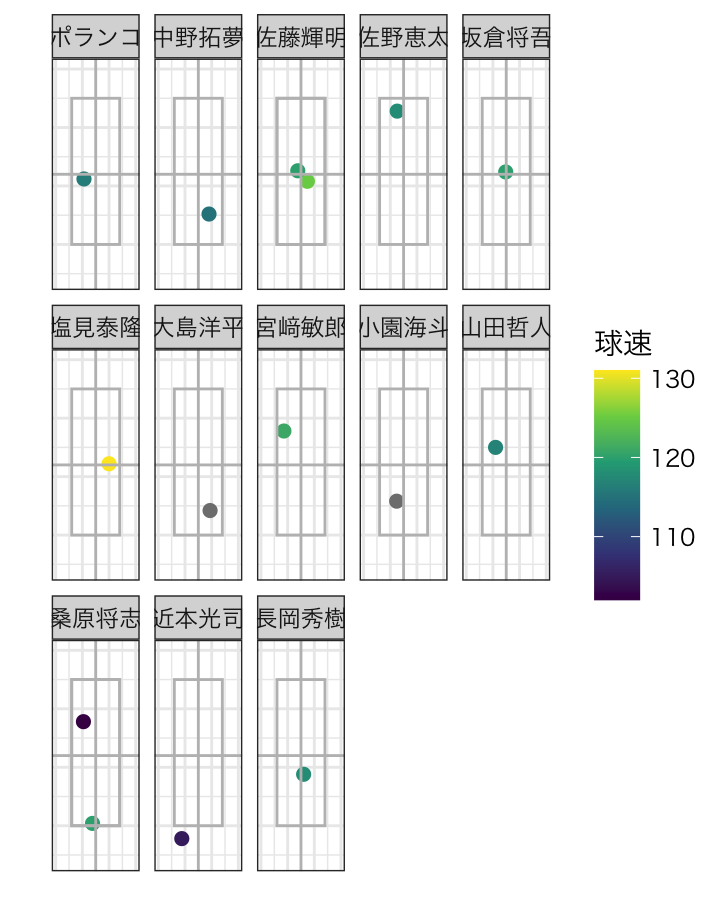 ポランコ
中野拓夢
佐藤輝明
佐野恵太
坂倉将吾
塩見泰隆
大島洋平
宮﨑敏郎
小園海斗
山田哲人
桑原将志
近本光司
長岡秀樹
球速
130
120
110